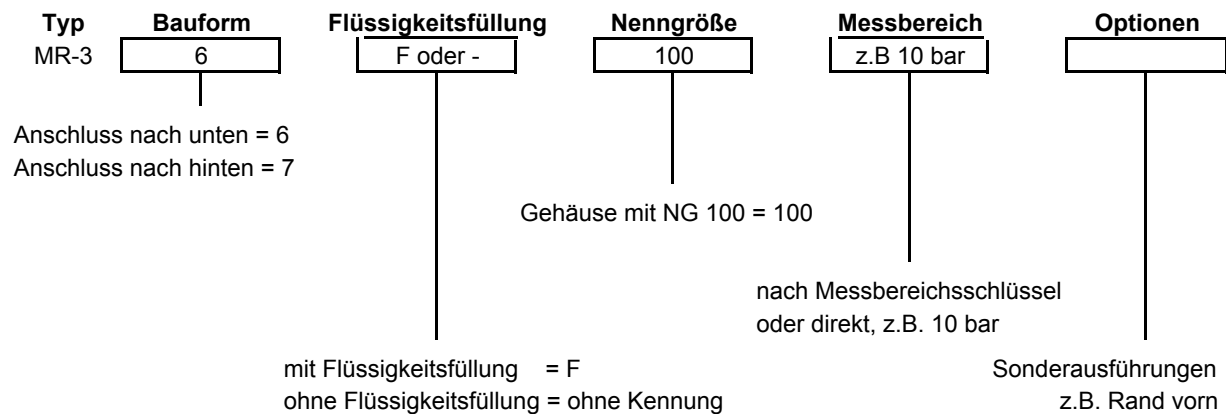 Typ Bauform Flüssigkeitsfüllung Nenngröße Messbereich Optionen
MR-3 6 F oder - 100 z.B 10 bar
Anschluss nach unten = 6
Anschluss nach hinten = 7
Gehäuse mit NG 100 = 100
nach Messbereichsschlüssel
oder direkt, z.B. 10 bar
mit Flüssigkeitsfüllung = F
ohne Flüssigkeitsfüllung = ohne Kennung
Sonderausführungen
z.B. Rand vorn